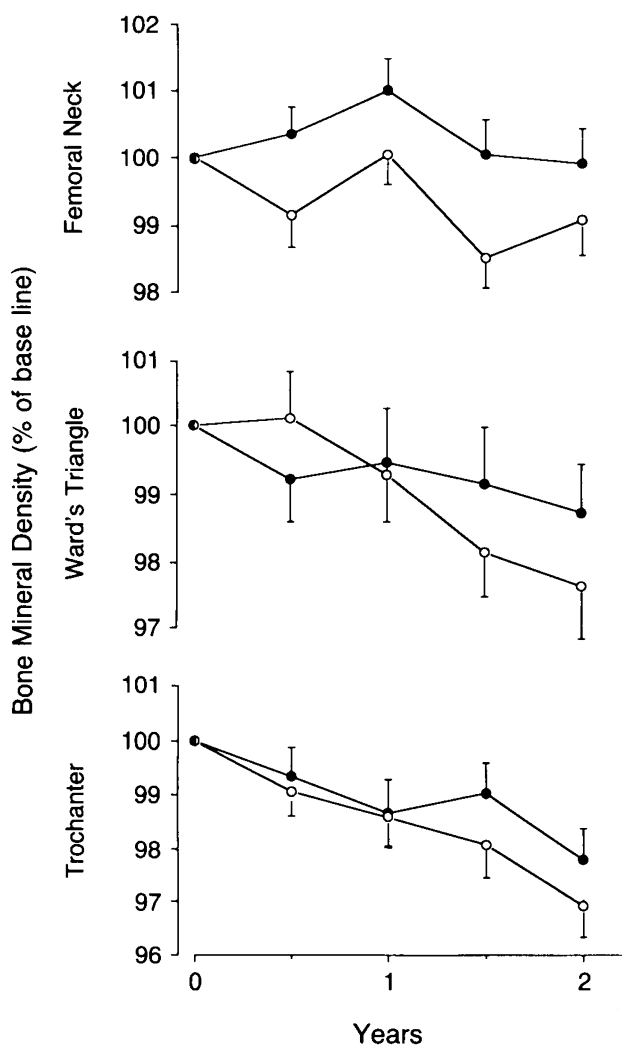 Bone Mineral Density (% of base line)
Femoral Neck
102
101
100
99
98
Ward's Triangle
101
100
99
98
97
Trochanter
101
100
99
98
97
96
0 1 2
Years